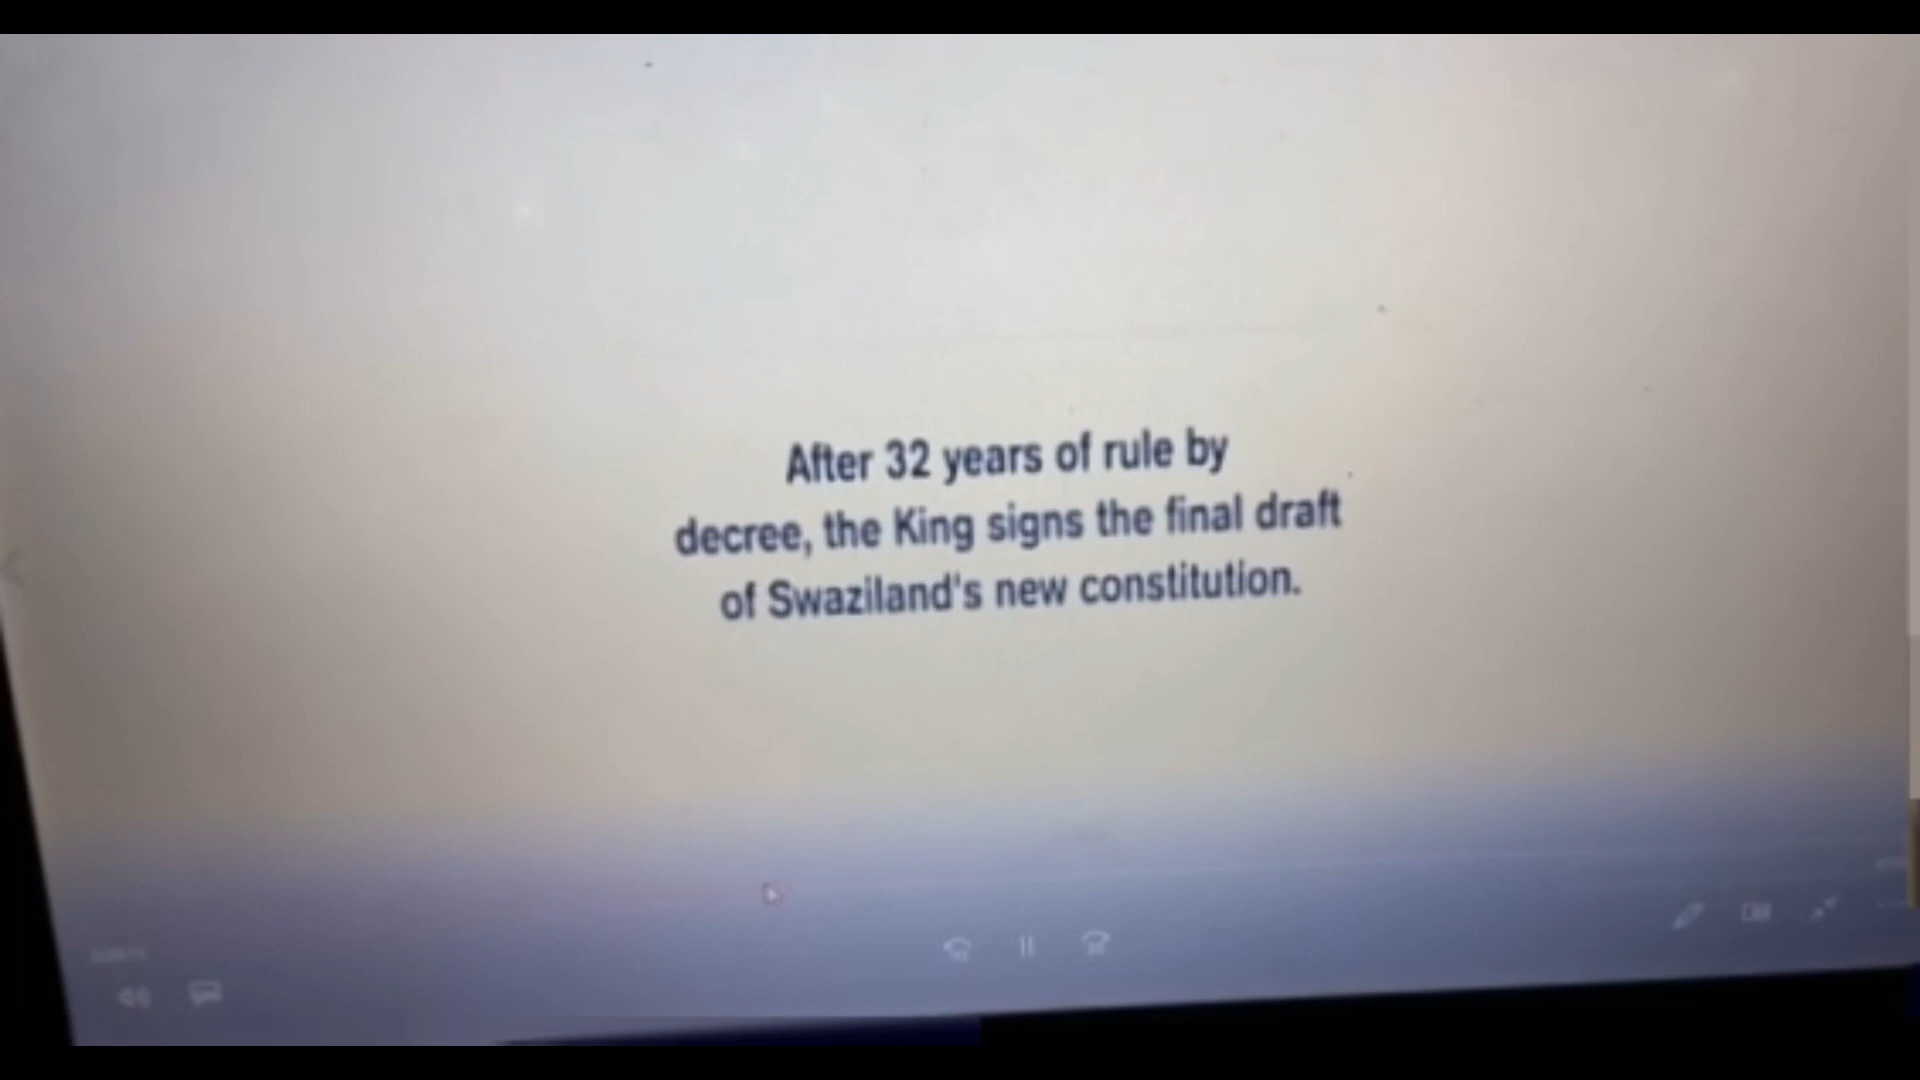 After 32 years of rule by
decree, the King signs the final draft
of Swaziland's new constitution.